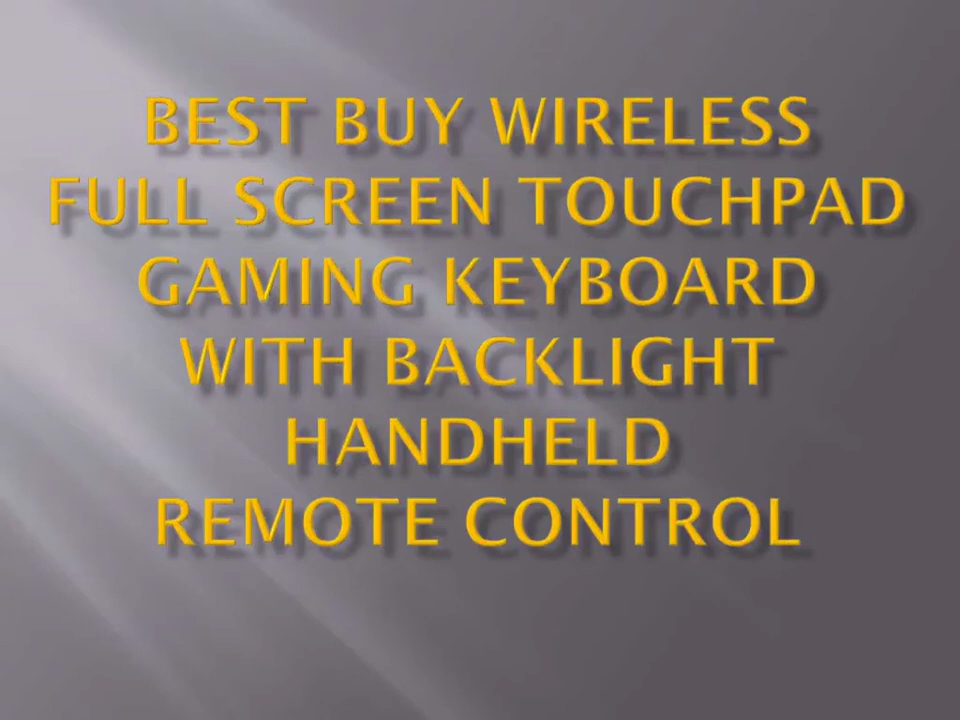 BEST BUY WIRELESS
FULL SCREEN TOUCHPAD
GAMING KEYBOARD
WITH BACKLIGHT
HANDHELD
REMOTE CONTROL